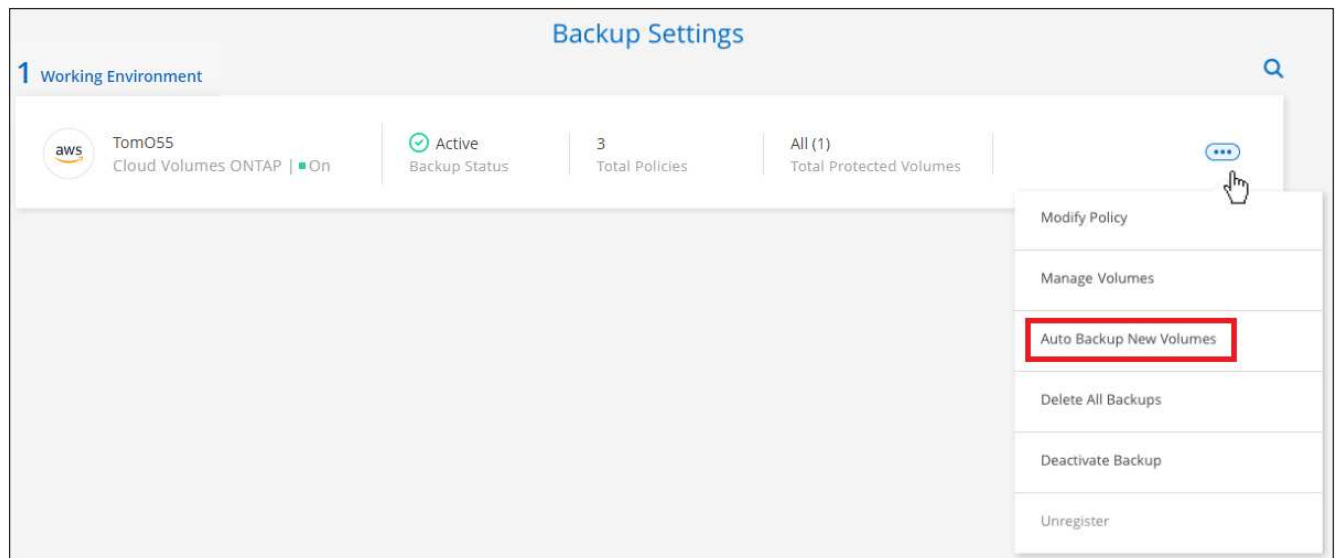 Backup Settings
1 Working Environment
aws
TomO55
Cloud Volumes ONTAP | On
Active
Backup Status
3
Total Policies
All (1)
Total Protected Volumes
Modify Policy
Manage Volumes
Auto Backup New Volumes
Delete All Backups
Deactivate Backup
Unregister